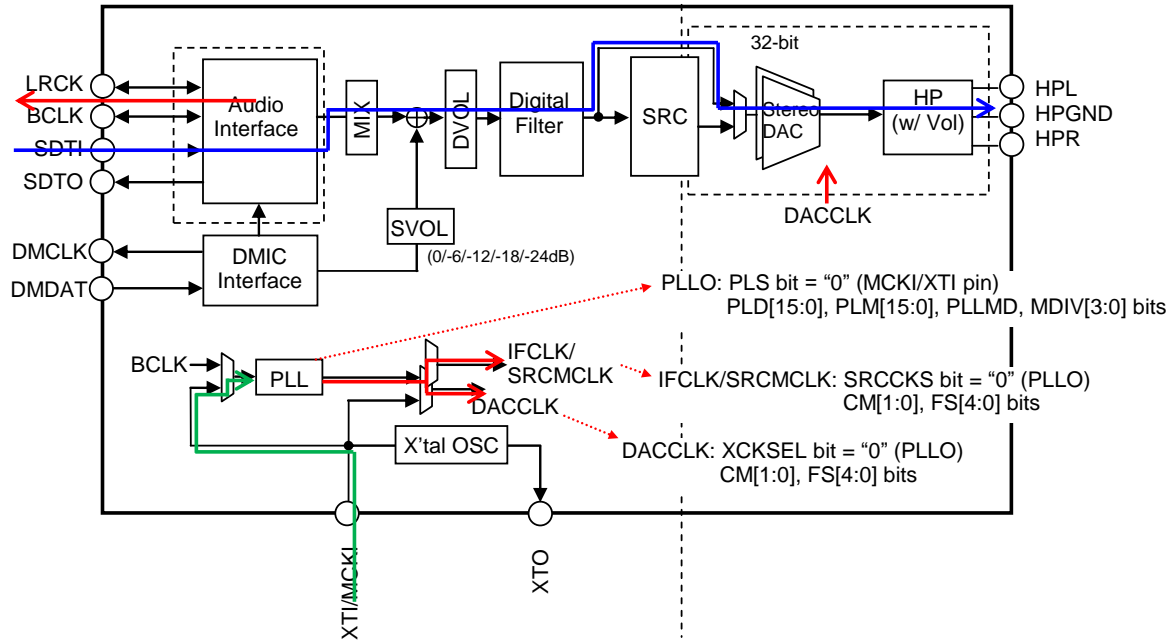 32-bit
LRCK
BCLK
SDTI
SDTO
DMCLK
DMDAT
Audio
Interface
MIX
DVOL
Digital
Filter
SRC
Stereo
DAC
HP
(w/ Vol)
HPL
HPGND
HPR
DACCLK
SVOL
(0/-6/-12/-18/-24dB)
DMIC
Interface
PLLO: PLS bit = “0” (MCKI/XTI pin)
PLD[15:0], PLM[15:0], PLLMD, MDIV[3:0] bits
BCLK
PLL
IFCLK/
SRCMCLK
DACCLK
IFCLK/SRCMCLK: SRCCKS bit = “0” (PLLO)
CM[1:0], FS[4:0] bits
X’tal OSC
DACCLK: XCKSEL bit = “0” (PLLO)
CM[1:0], FS[4:0] bits
XTI/MCKI
XTO